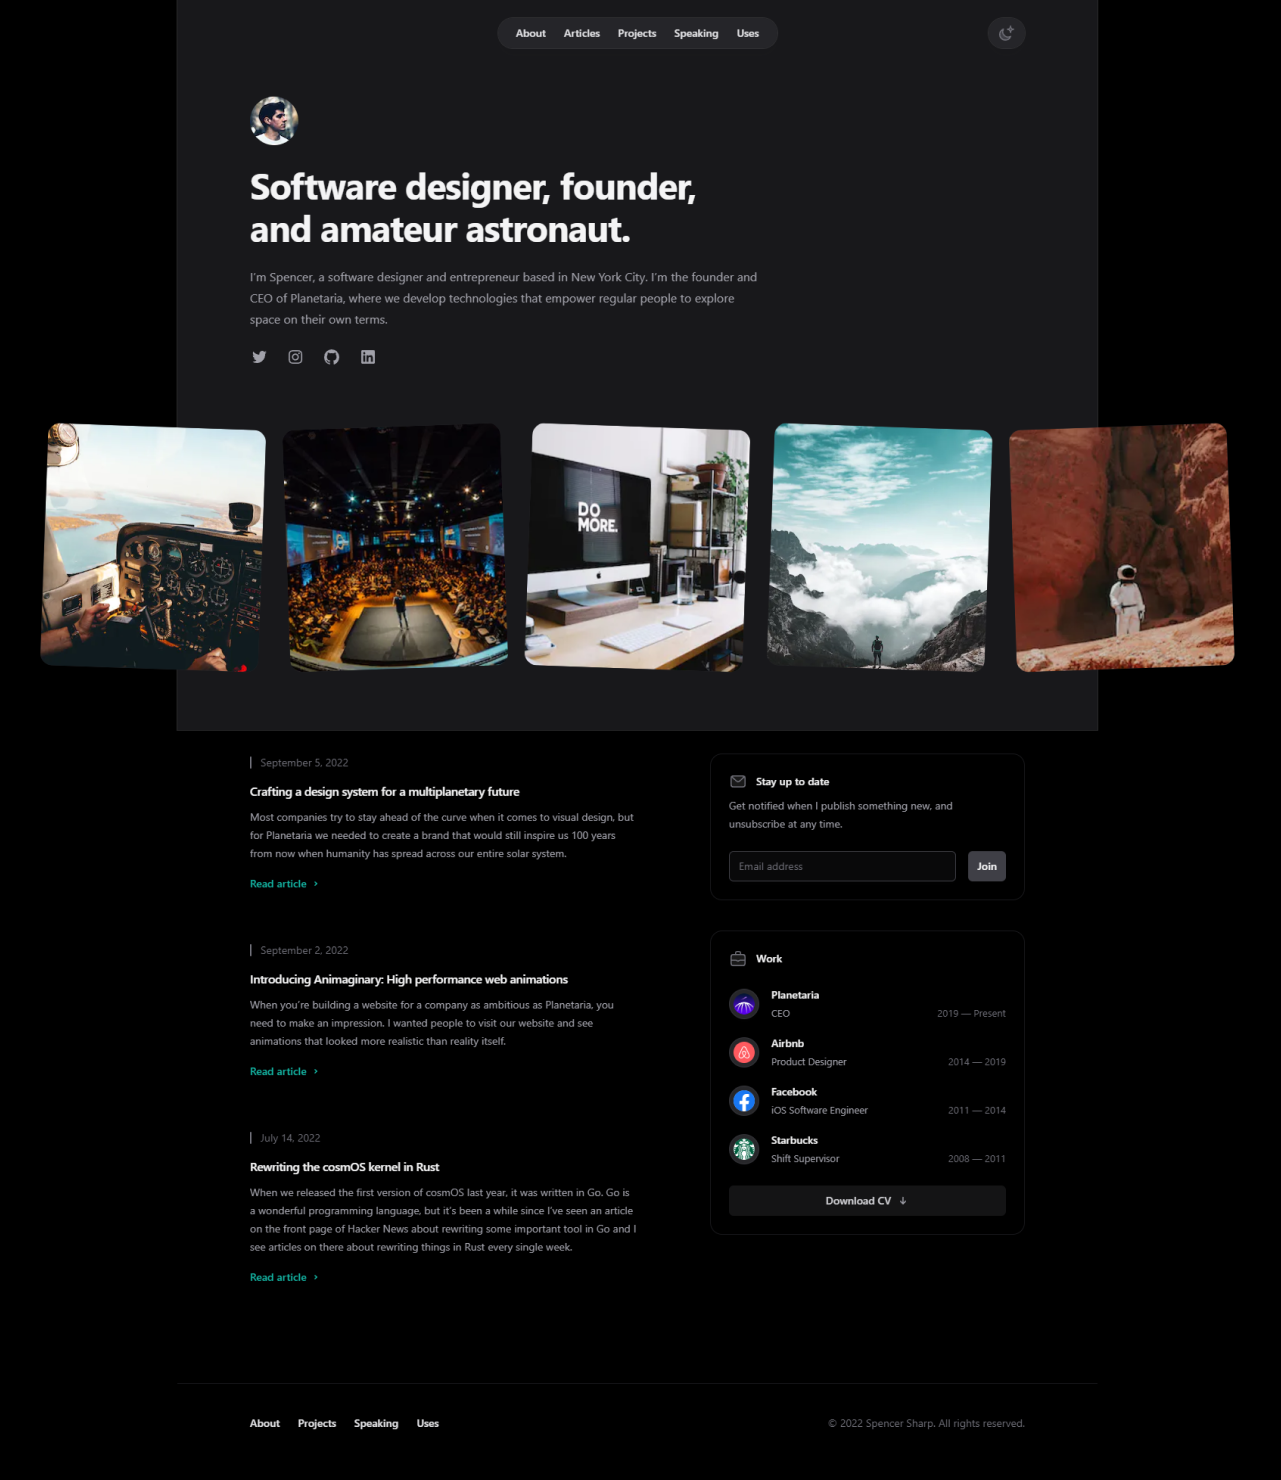 About Articles Projects Speaking Uses
Software designer, founder,
and amateur astronaut.
I'm Spencer, a software designer and entrepreneur based in New York City. I'm the founder and
CEO of Planetaria, where we develop technologies that empower regular people to explore
space on their own terms.
DO
MORE.
September 5, 2022
Crafting a design system for a multiplanetary future
Most companies try to stay ahead of the curve when it comes to visual design, but
for Planetaria we needed to create a brand that would still inspire us 100 years
from now when humanity has spread across our entire solar system.
Read article
September 2, 2022
Introducing Animaginary: High performance web animations
When you're building a website for a company as ambitious as Planetaria, you
need to make an impression. I wanted people to visit our website and see
animations that looked more realistic than reality itself.
Read article
July 14, 2022
Rewriting the cosmOS kernel in Rust
When we released the first version of cosmOS last year, it was written in Go. Go is
a wonderful programming language, but it's been a while since I've seen an article
on the front page of Hacker News about rewriting some important tool in Go and I
see articles on there about rewriting things in Rust every single week.
Read article
Stay up to date
Get notified when I publish something new, and
unsubscribe at any time.
Email address Join
Work
Planetaria
CEO 2019 — Present
Airbnb
Product Designer 2014 — 2019
Facebook
iOS Software Engineer 2011 — 2014
Starbucks
Shift Supervisor 2008 — 2011
Download CV
About Projects Speaking Uses
© 2022 Spencer Sharp. All rights reserved.